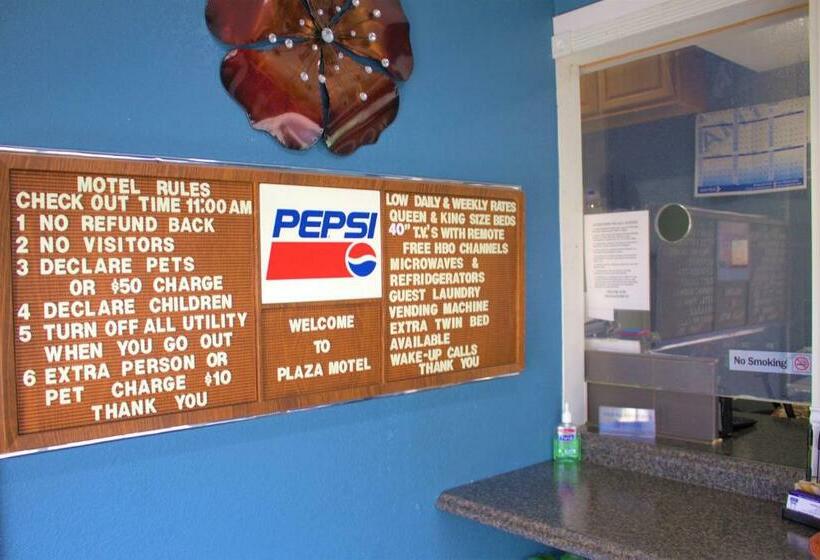 MOTEL RULES
CHECK OUT TIME 11:00 AM
1 NO REFUND BACK
2 NO VISITORS
3 DECLARE PETS
OR $50 CHARGE
4 DECLARE CHILDREN
5 TURN OFF ALL UTILITY
WHEN YOU GO OUT
6 EXTRA PERSON OR
PET CHARGE $10
THANK YOU
PEPSI
WELCOME
TO
PLAZA MOTEL
LOW DAILY & WEEKLY RATES
QUEEN & KING SIZE BEDS
40" T.V.'S WITH REMOTE
FREE HBO CHANNELS
MICROWAVES &
REFRIDGERATORS
GUEST LAUNDRY
VENDING MACHINE
EXTRA TWIN BED
AVAILABLE
WAKE-UP CALLS
THANK YOU
No Smoking